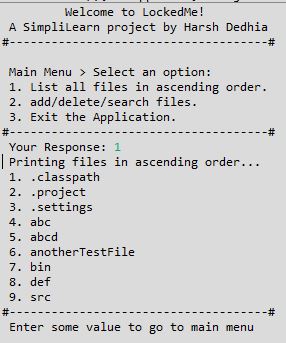 Welcome to LockedMe!
A SimpliLearn project by Harsh Dedhia
#----------------------------------#
Main Menu > Select an option:
1. List all files in ascending order.
2. add/delete/search files.
3. Exit the Application.
#----------------------------------#
Your Response: 1
Printing files in ascending order...
1. .classpath
2. .project
3. .settings
4. abc
5. abcd
6. anotherTestFile
7. bin
8. def
9. src
#----------------------------------#
Enter some value to go to main menu